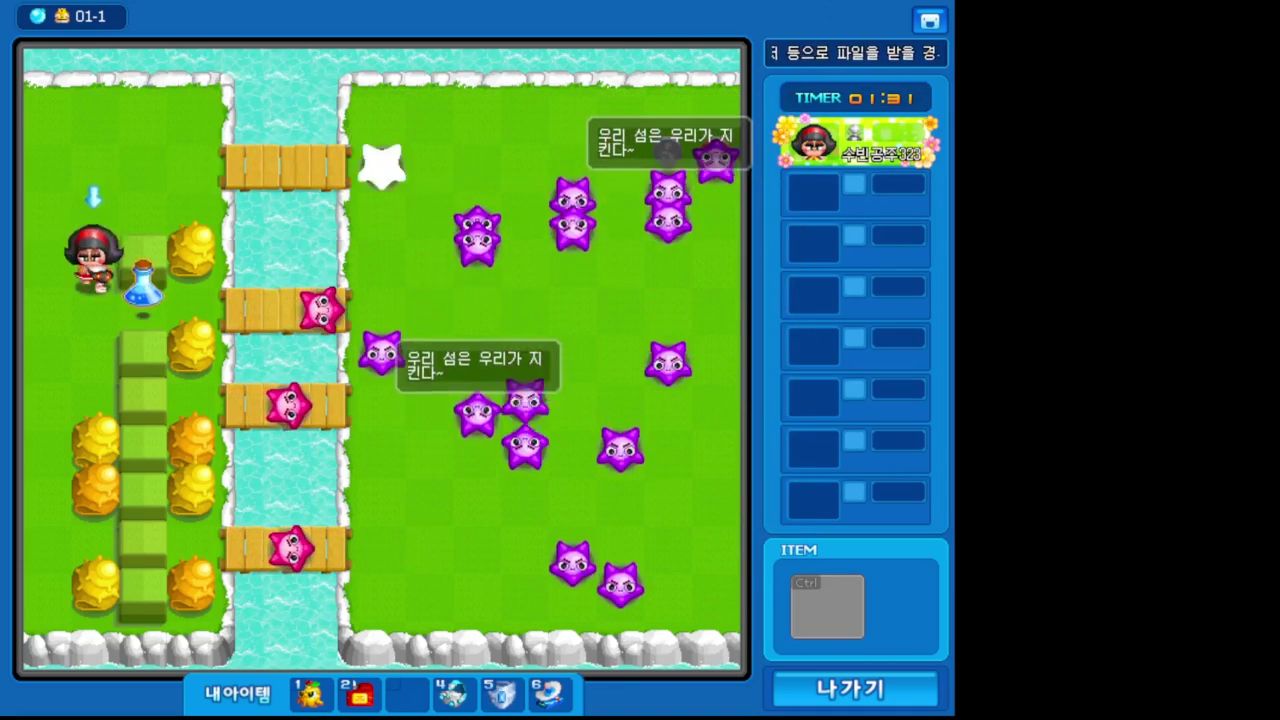 01-1
ㅕ 등으로 파일을 받을 경
TIMER 01:31
우리 섬은 우리가 지
킨다~
수빈공주323
우리 섬은 우리가 지
킨다~
ITEM
Ctrl
내아이템
1
2
4
5
6
나가기